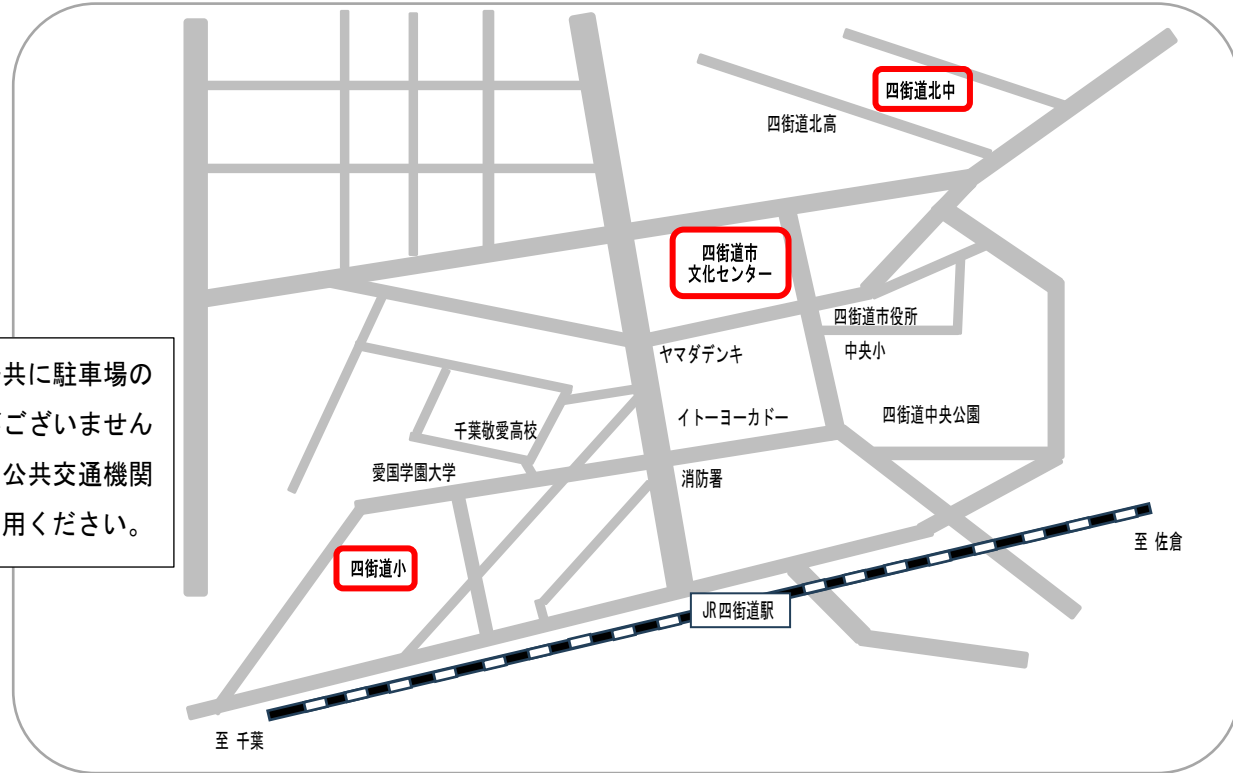 四街道北中
四街道北高
四街道市
文化センター
四街道市役所
ヤマダデンキ
中央小
共に駐車場の
ございません
イトーヨーカドー
四街道中央公園
千葉敬愛高校
愛国学園大学
公共交通機関
消防署
用ください。
至 佐倉
四街道小
JR四街道駅
至 千葉